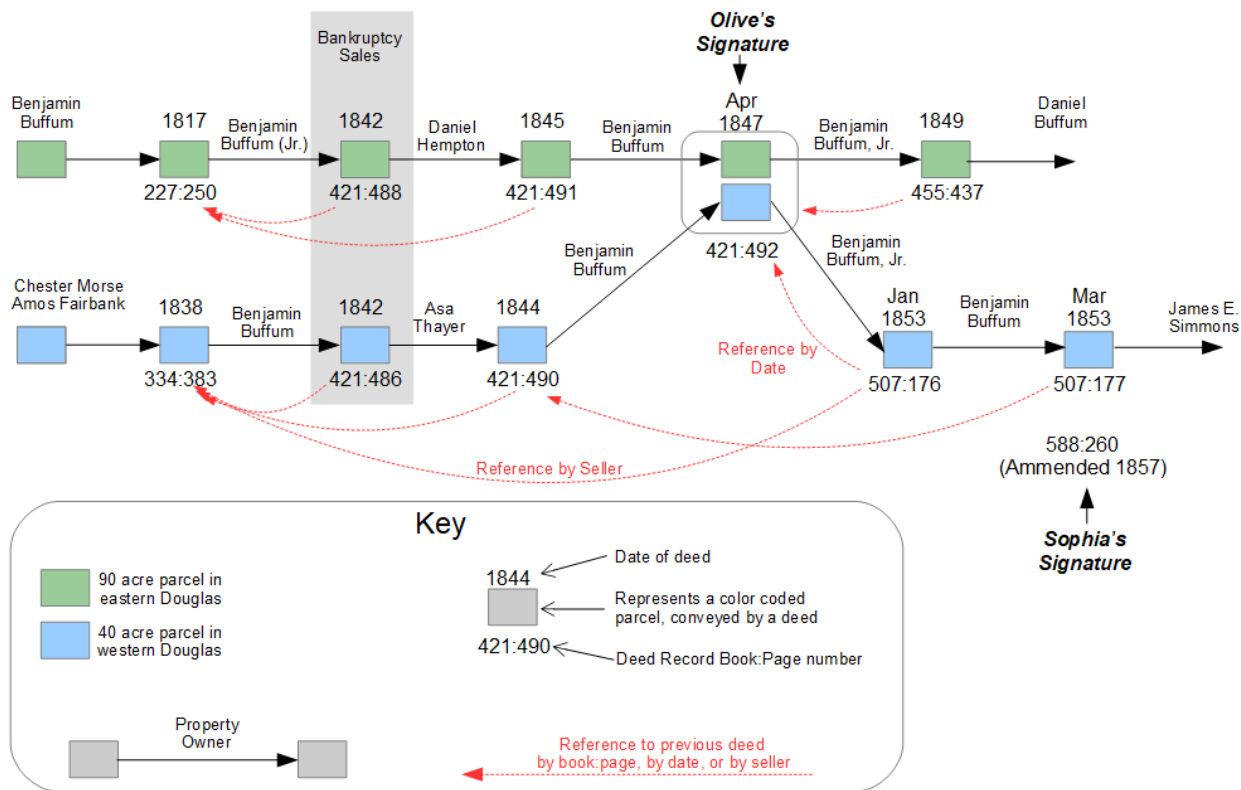 Olive's
Signature
Bankruptcy
Sales
Apr
Benjamin
Buffum
1817
Benjamin
Buffum (Jr.)
1842
Daniel
Hempton
1845
Benjamin
Buffum
1847
Benjamin
Buffum, Jr.
1849
Daniel
Buffum
227:250
421:488
421:491
455:437
421:492
Benjamin
Buffum
Benjamin
Buffum, Jr.
Chester Morse
Amos Fairbank
1838
Benjamin
Buffum
1842
Asa
Thayer
1844
Jan
1853
Benjamin
Buffum
Mar
1853
James E.
Simmons
334:383
421:486
421:490
Reference by
Date
507:176
507:177
Reference by Seller
588:260
(Ammended 1857)
Sophia's
Signature
Key
90 acre parcel in
eastern Douglas
40 acre parcel in
western Douglas
Date of deed
1844
Represents a color coded
parcel, conveyed by a deed
421:490
Deed Record Book:Page number
Property
Owner
Reference to previous deed
by book:page, by date, or by seller